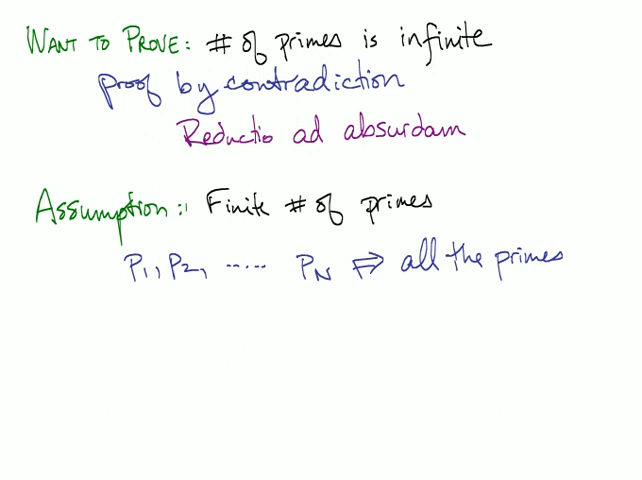 WANT TO PROVE: # of primes is infinite
proof by contradiction
Reductio ad absurdam
Assumption: Finite # of primes
P₁, P₂, ..... P_N ⇒ all the primes